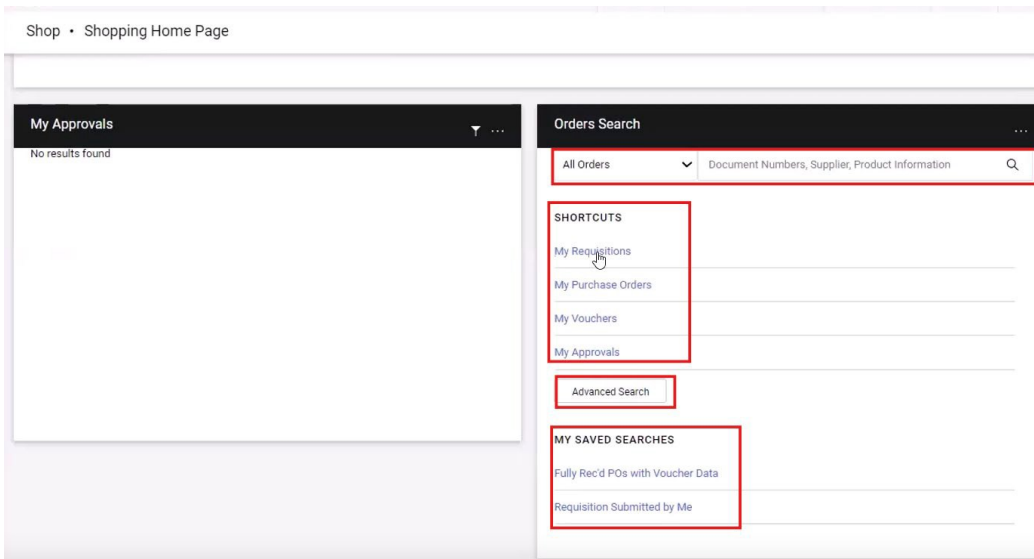 Shop • Shopping Home Page
My Approvals
...
No results found
Orders Search
...
All Orders
Document Numbers, Supplier, Product Information
SHORTCUTS
My Requisitions
My Purchase Orders
My Vouchers
My Approvals
Advanced Search
MY SAVED SEARCHES
Fully Rec'd POs with Voucher Data
Requisition Submitted by Me